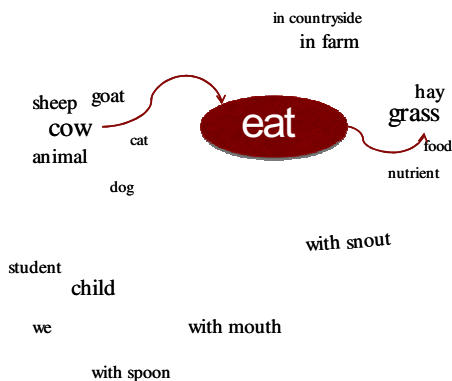 in countryside
in farm
hay
goat
sheep
grass
eat
cow
cat
food
animal
nutrient
dog
with snout
student
child
we
with mouth
with spoon